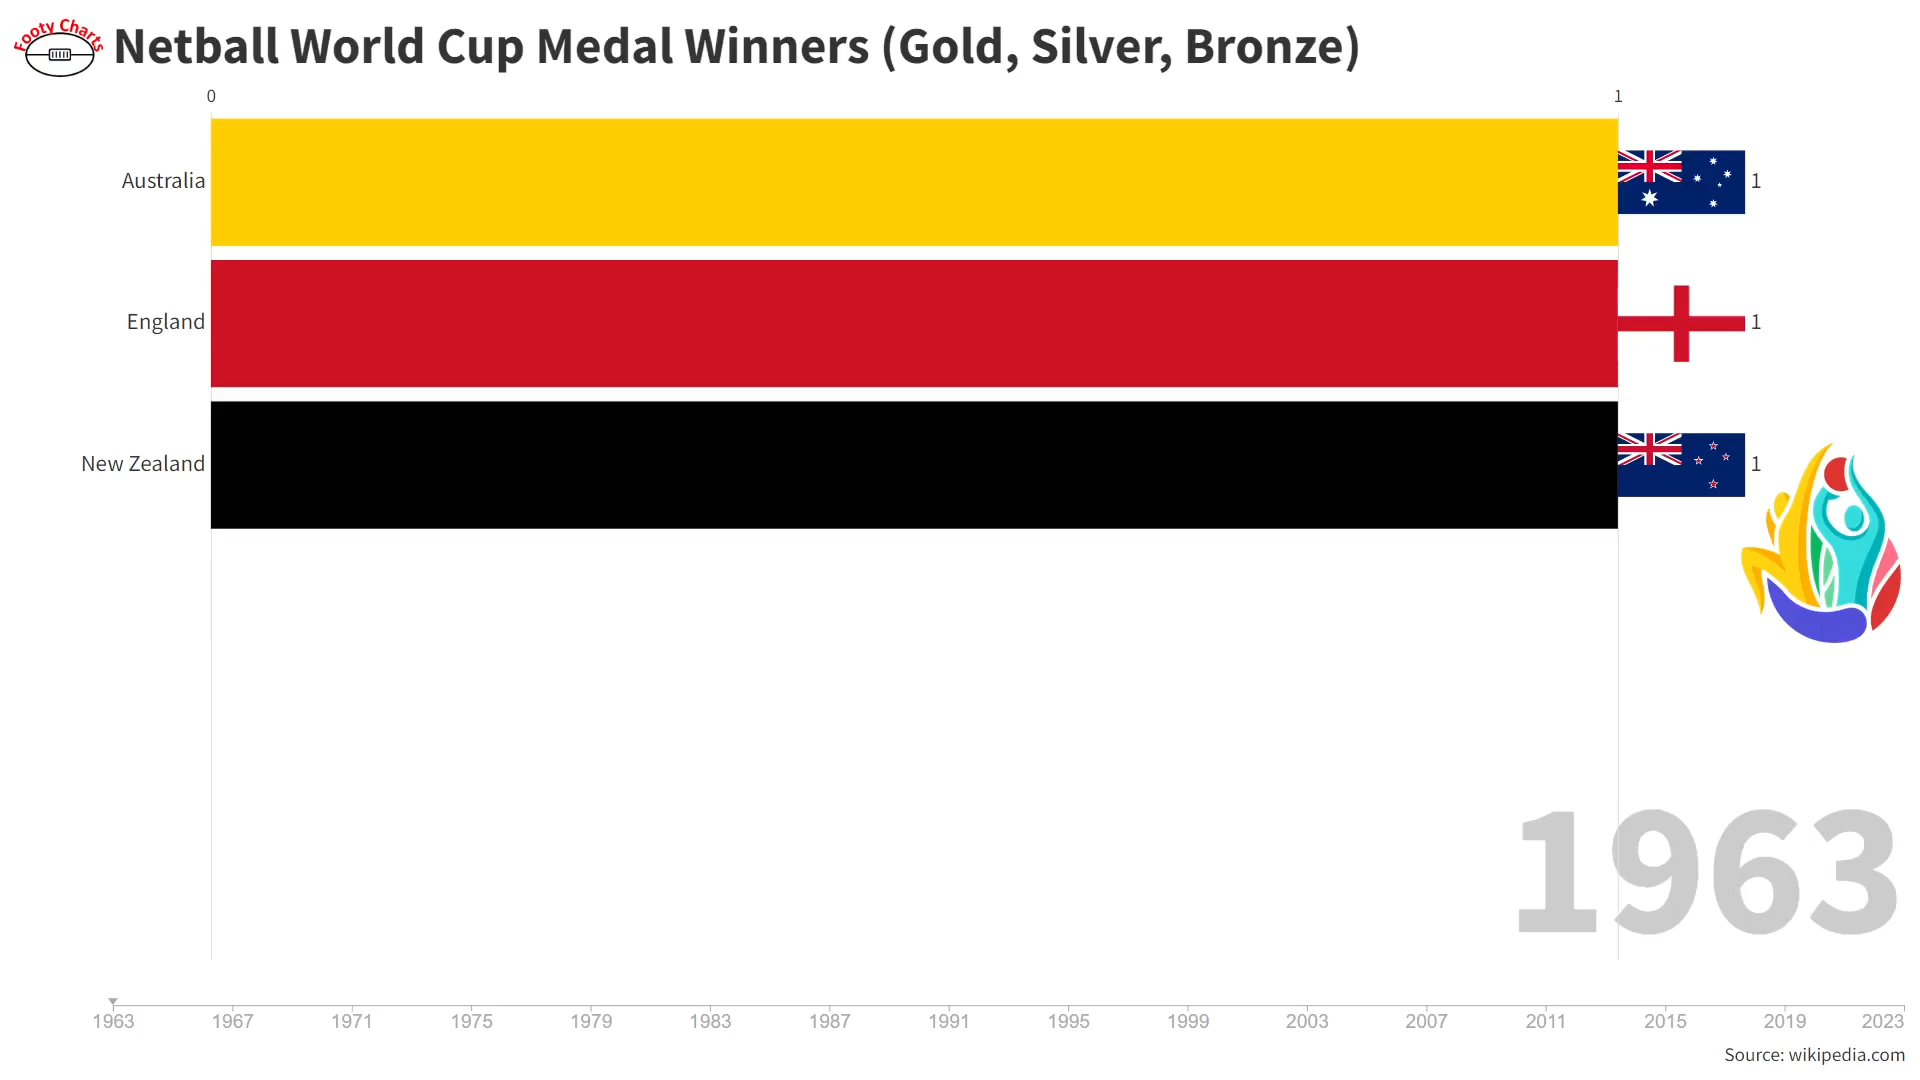 Footy Charts
Netball World Cup Medal Winners (Gold, Silver, Bronze)
0 1
Australia 1
England 1
New Zealand 1
1963
1963 1967 1971 1975 1979 1983 1987 1991 1995 1999 2003 2007 2011 2015 2019 2023
Source: wikipedia.com